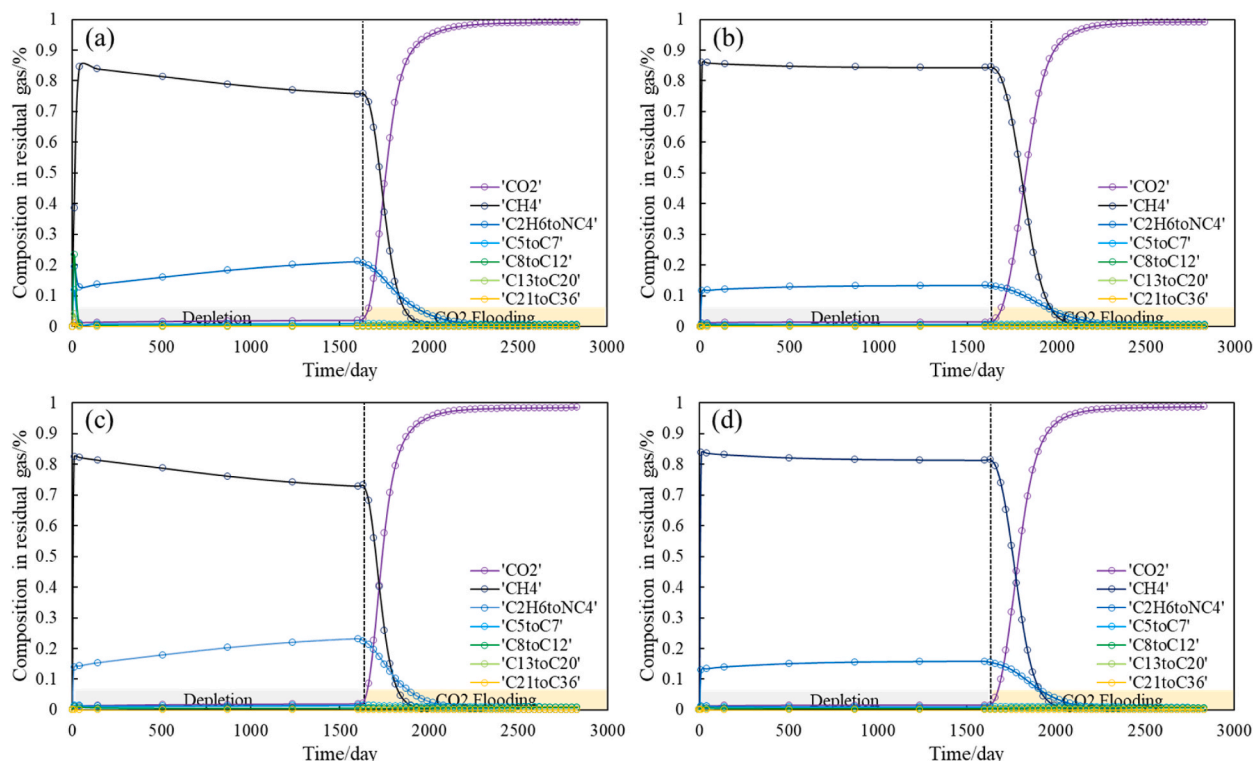 (a)
Composition in residual gas/%
1
0.9
0.8
0.7
0.6
0.5
0.4
0.3
0.2
0.1
0
'CO2'
'CH4'
'C2H6toNC4'
'C5toC7'
'C8toC12'
'C13toC20'
'C21toC36'
Depletion
CO2 Flooding
0 500 1000 1500 2000 2500 3000
Time/day
(b)
Composition in residual gas/%
1
0.9
0.8
0.7
0.6
0.5
0.4
0.3
0.2
0.1
0
'CO2'
'CH4'
'C2H6toNC4'
'C5toC7'
'C8toC12'
'C13toC20'
'C21toC36'
Depletion
CO2 Flooding
0 500 1000 1500 2000 2500 3000
Time/day
(c)
Composition in residual gas/%
1
0.9
0.8
0.7
0.6
0.5
0.4
0.3
0.2
0.1
0
'CO2'
'CH4'
'C2H6toNC4'
'C5toC7'
'C8toC12'
'C13toC20'
'C21toC36'
Depletion
CO2 Flooding
0 500 1000 1500 2000 2500 3000
Time/day
(d)
Composition in residual gas/%
1
0.9
0.8
0.7
0.6
0.5
0.4
0.3
0.2
0.1
0
'CO2'
'CH4'
'C2H6toNC4'
'C5toC7'
'C8toC12'
'C13toC20'
'C21toC36'
Depletion
CO2 Flooding
0 500 1000 1500 2000 2500 3000
Time/day